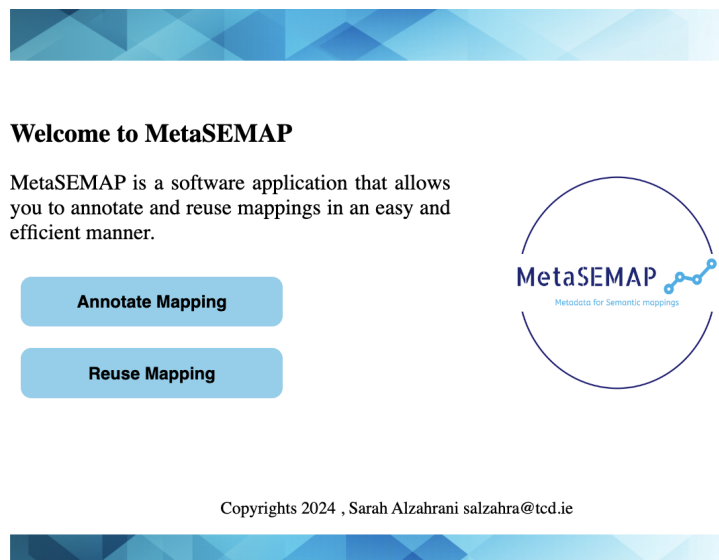 Welcome to MetaSEMAP
MetaSEMAP is a software application that allows
you to annotate and reuse mappings in an easy and
efficient manner.
Annotate Mapping
Reuse Mapping
MetaSEMAP
Metadata for Semantic mappings
Copyrights 2024 , Sarah Alzahrani salzahra@tcd.ie